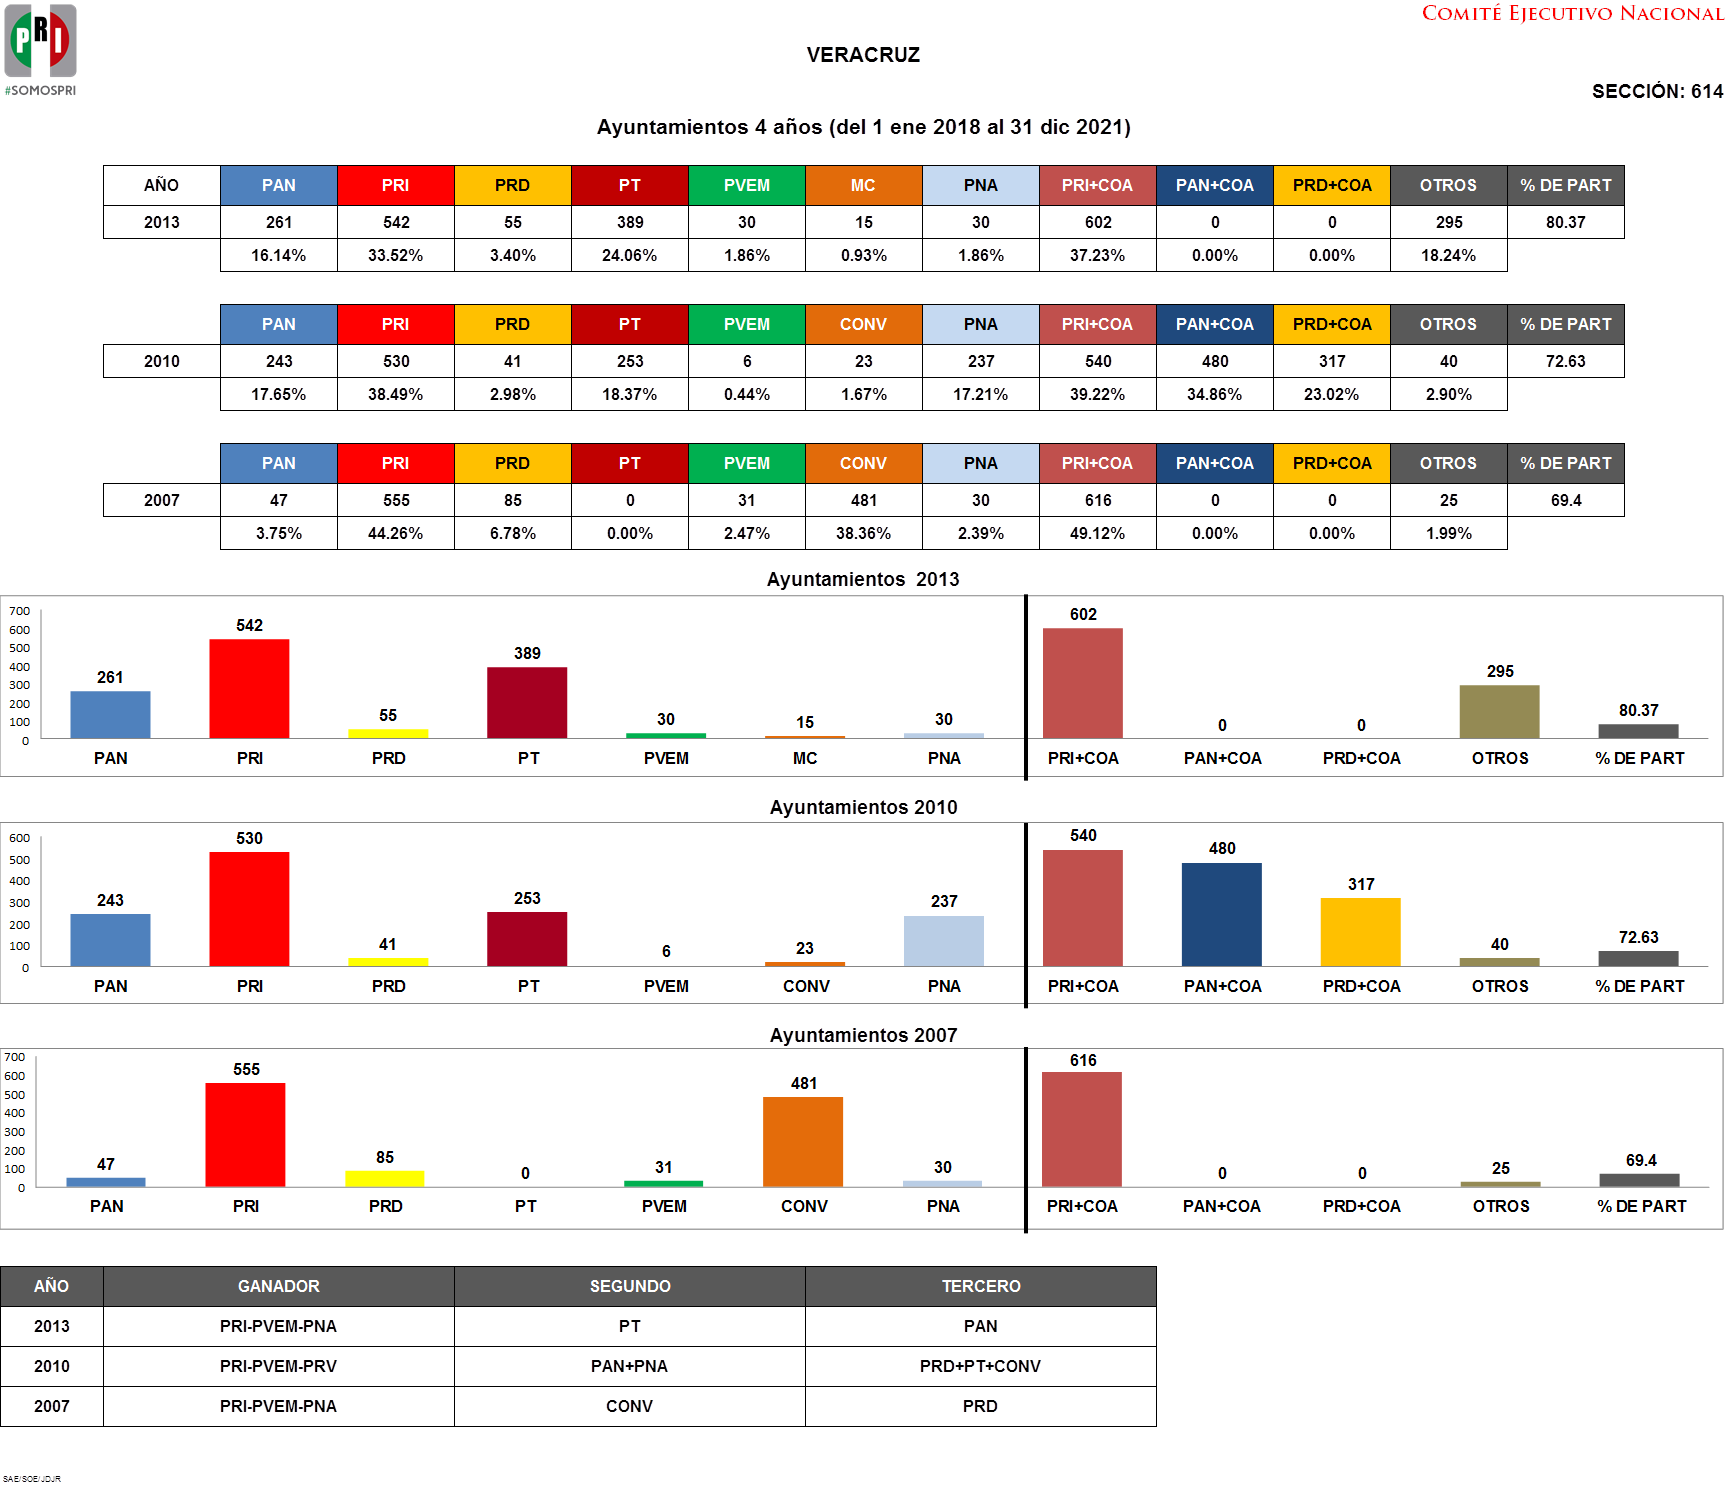 COMITÉ EJECUTIVO NACIONAL
PRI
#SOMOSPRI
VERACRUZ
SECCIÓN: 614
Ayuntamientos 4 años (del 1 ene 2018 al 31 dic 2021)
AÑO PAN PRI PRD PT PVEM MC PNA PRI+COA PAN+COA PRD+COA OTROS % DE PART
2013 261 542 55 389 30 15 30 602 0 0 295 80.37
16.14% 33.52% 3.40% 24.06% 1.86% 0.93% 1.86% 37.23% 0.00% 0.00% 18.24%
PAN PRI PRD PT PVEM CONV PNA PRI+COA PAN+COA PRD+COA OTROS % DE PART
2010 243 530 41 253 6 23 237 540 480 317 40 72.63
17.65% 38.49% 2.98% 18.37% 0.44% 1.67% 17.21% 39.22% 34.86% 23.02% 2.90%
PAN PRI PRD PT PVEM CONV PNA PRI+COA PAN+COA PRD+COA OTROS % DE PART
2007 47 555 85 0 31 481 30 616 0 0 25 69.4
3.75% 44.26% 6.78% 0.00% 2.47% 38.36% 2.39% 49.12% 0.00% 0.00% 1.99%
Ayuntamientos 2013
700
600
500
400
300
200
100
0
261 542 55 389 30 15 30 602 0 0 295 80.37
PAN PRI PRD PT PVEM MC PNA PRI+COA PAN+COA PRD+COA OTROS % DE PART
Ayuntamientos 2010
600
500
400
300
200
100
0
243 530 41 253 6 23 237 540 480 317 40 72.63
PAN PRI PRD PT PVEM CONV PNA PRI+COA PAN+COA PRD+COA OTROS % DE PART
Ayuntamientos 2007
700
600
500
400
300
200
100
0
47 555 85 0 31 481 30 616 0 0 25 69.4
PAN PRI PRD PT PVEM CONV PNA PRI+COA PAN+COA PRD+COA OTROS % DE PART
AÑO GANADOR SEGUNDO TERCERO
2013 PRI-PVEM-PNA PT PAN
2010 PRI-PVEM-PRV PAN+PNA PRD+PT+CONV
2007 PRI-PVEM-PNA CONV PRD
SAE/SOE/JDJR